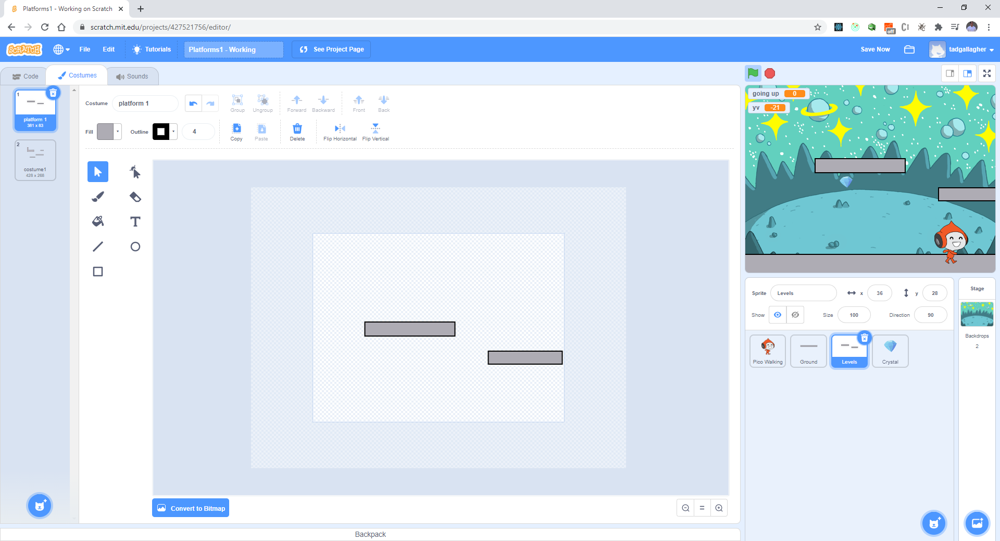 Platforms1 - Working on Scratch
scratch.mit.edu/projects/427521756/editor/
off
SCRATCH
File
Edit
Tutorials
Platforms1 - Working
See Project Page
Save Now
tadgallagher
Code
Costumes
Sounds
1
platform 1
381 x 83
2
costume1
428 x 268
Costume
platform 1
Group
Ungroup
Forward
Backward
Front
Back
Fill
Outline
4
Copy
Paste
Delete
Flip Horizontal
Flip Vertical
Convert to Bitmap
Backpack
going up 0
yv -21
Sprite
Levels
x
36
y
28
Show
Size
100
Direction
90
Pico Walking
Ground
Levels
Crystal
Stage
Backdrops
2